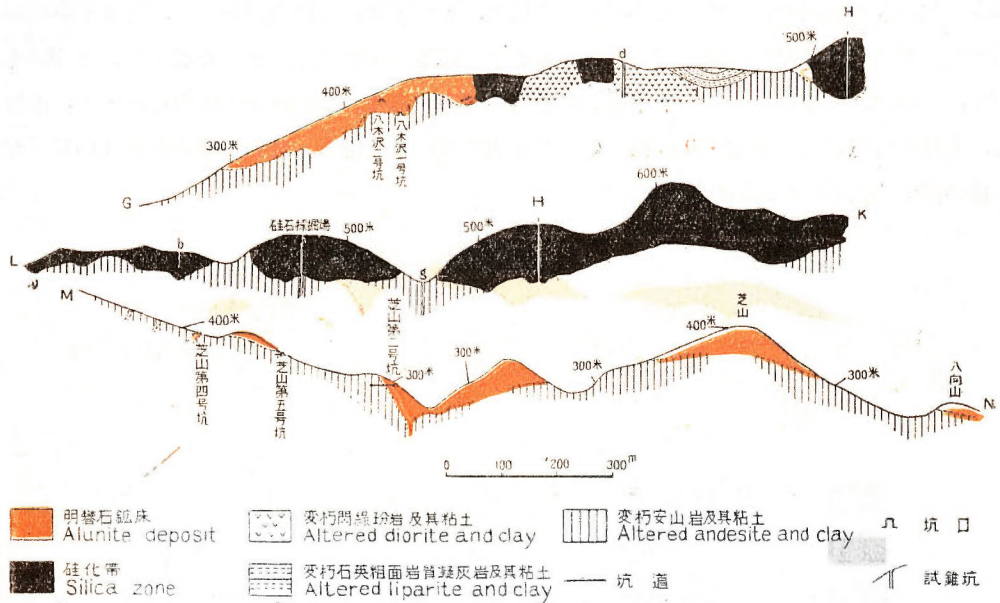 H
500米
d
400米
300米
八木沢二号坑
八木沢一号坑
G
600米
H
K
硅石採掘場
500米
500米
L
b
S
M
400米
芝山第四号坑
芝山第五号坑
芝山第二号坑
300米
300米
300米
芝山
400米
300米
八向山
N
0 100 200 300m
明礬石鉱床
Alunite deposit
変朽閃緑玢岩及其粘土
Altered diorite and clay
変朽安山岩及其粘土
Altered andesite and clay
坑口
硅化帯
Silica zone
変朽石英粗面岩質凝灰岩及其粘土
Altered liparite and clay
坑道
試錐坑